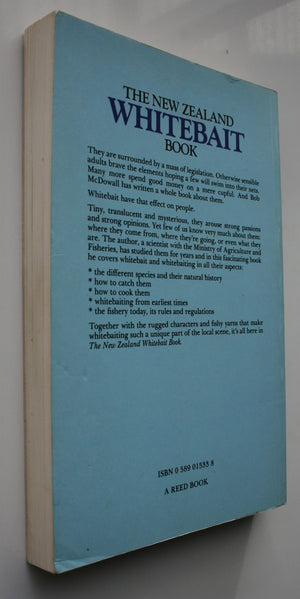 THE NEW ZEALAND
WHITEBAIT
BOOK
They are surrounded by a mass of legislation. Otherwise sensible
adults brave the elements hoping a few will swim into their nets.
Many more spend good money on a mere cupful. And Bob
McDowall has written a whole book about them.
Whitebait have that effect on people.
Tiny, translucent and mysterious, they arouse strong passions
and strong opinions. Yet few of us know very much about them:
where they come from, where they're going, or even what they
are. The author, a scientist with the Ministry of Agriculture and
Fisheries, has studied them for years and in this fascinating book
he covers whitebait and whitebaiting in all their aspects:
* the different species and their natural history
* how to catch them
* how to cook them
* whitebaiting from earliest times
* the fishery today, its rules and regulations
Together with the rugged characters and fishy yarns that make
whitebaiting such a unique part of the local scene, it's all here in
The New Zealand Whitebait Book.
ISBN 0 589 01533 8
A REED BOOK